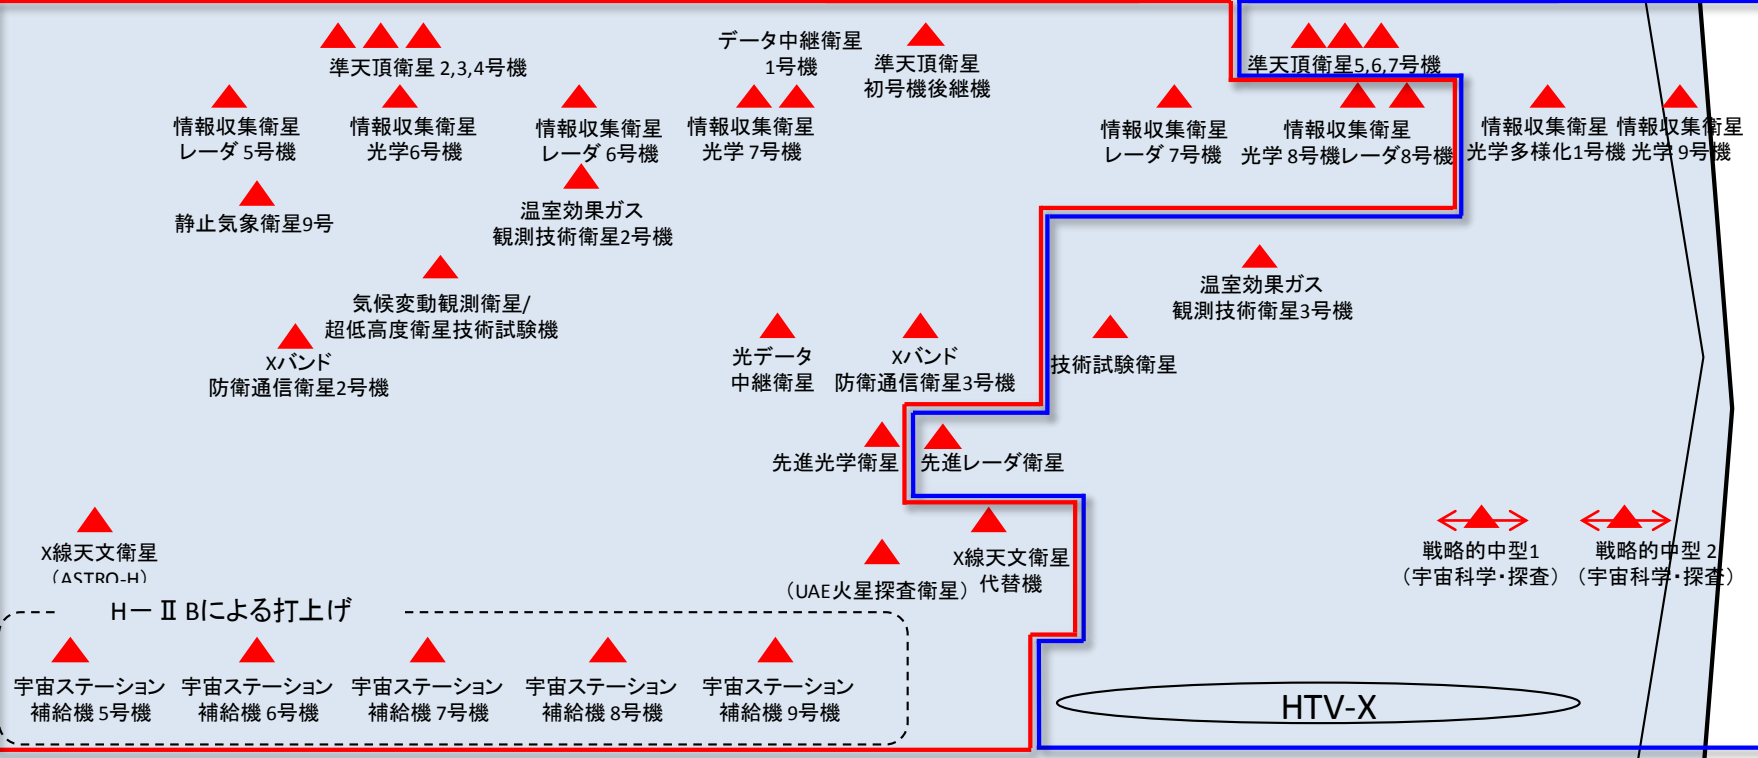 準天頂衛星 2,3,4号機
データ中継衛星
1号機
準天頂衛星
初号機後継機
準天頂衛星5,6,7号機
情報収集衛星
レーダ 5号機
情報収集衛星
光学6号機
情報収集衛星
レーダ 6号機
情報収集衛星
光学 7号機
情報収集衛星
レーダ 7号機
情報収集衛星
光学 8号機レーダ8号機
情報収集衛星
光学多様化1号機
情報収集衛星
光学 9号機
静止気象衛星9号
温室効果ガス
観測技術衛星2号機
気候変動観測衛星/
超低高度衛星技術試験機
温室効果ガス
観測技術衛星3号機
Xバンド
防衛通信衛星2号機
光データ
中継衛星
Xバンド
防衛通信衛星3号機
技術試験衛星
先進光学衛星
先進レーダ衛星
X線天文衛星
（ASTRO-H）
（UAE火星探査衛星）
X線天文衛星
代替機
戦略的中型1
（宇宙科学・探査）
戦略的中型 2
（宇宙科学・探査）
HーⅡBによる打上げ
宇宙ステーション
補給機 5号機
宇宙ステーション
補給機 6号機
宇宙ステーション
補給機 7号機
宇宙ステーション
補給機 8号機
宇宙ステーション
補給機 9号機
HTV-X